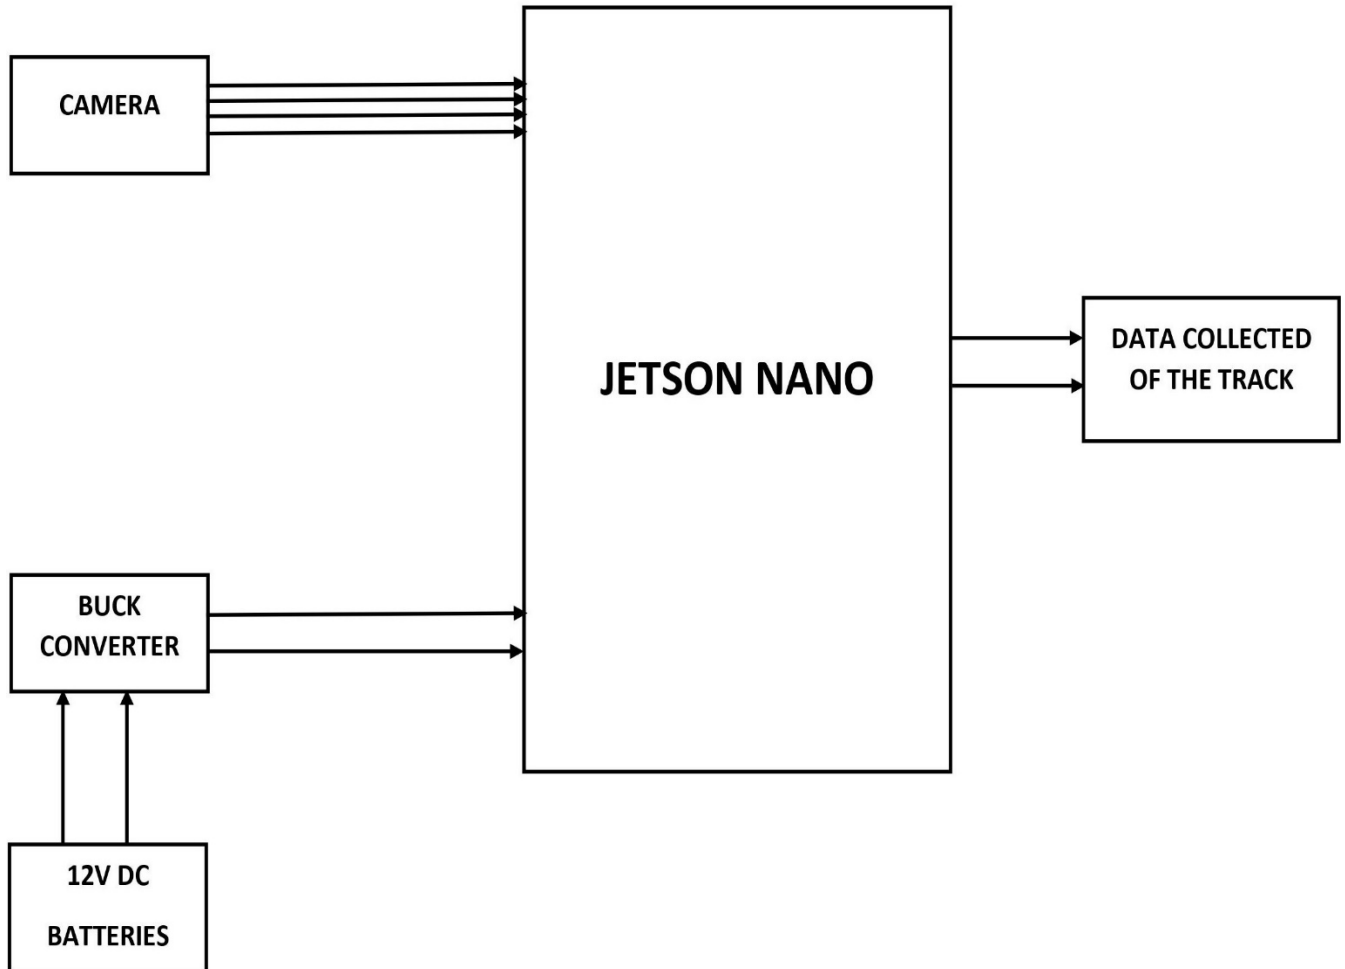 CAMERA
JETSON NANO
DATA COLLECTED
OF THE TRACK
BUCK
CONVERTER
12V DC
BATTERIES